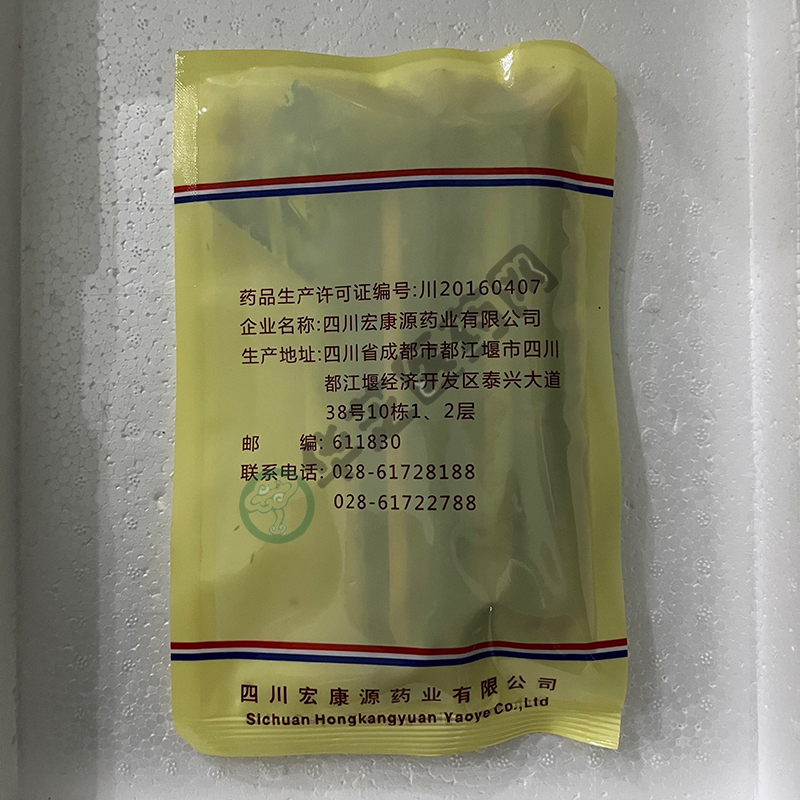 药品生产许可证编号:川20160407
企业名称:四川宏康源药业有限公司
生产地址:四川省成都市都江堰市四川
都江堰经济开发区泰兴大道
38号10栋1、2层
邮 编: 611830
联系电话: 028-61728188
028-61722788
四川宏康源药业有限公司
Sichuan Hongkangyuan Yaoye Co.,Ltd